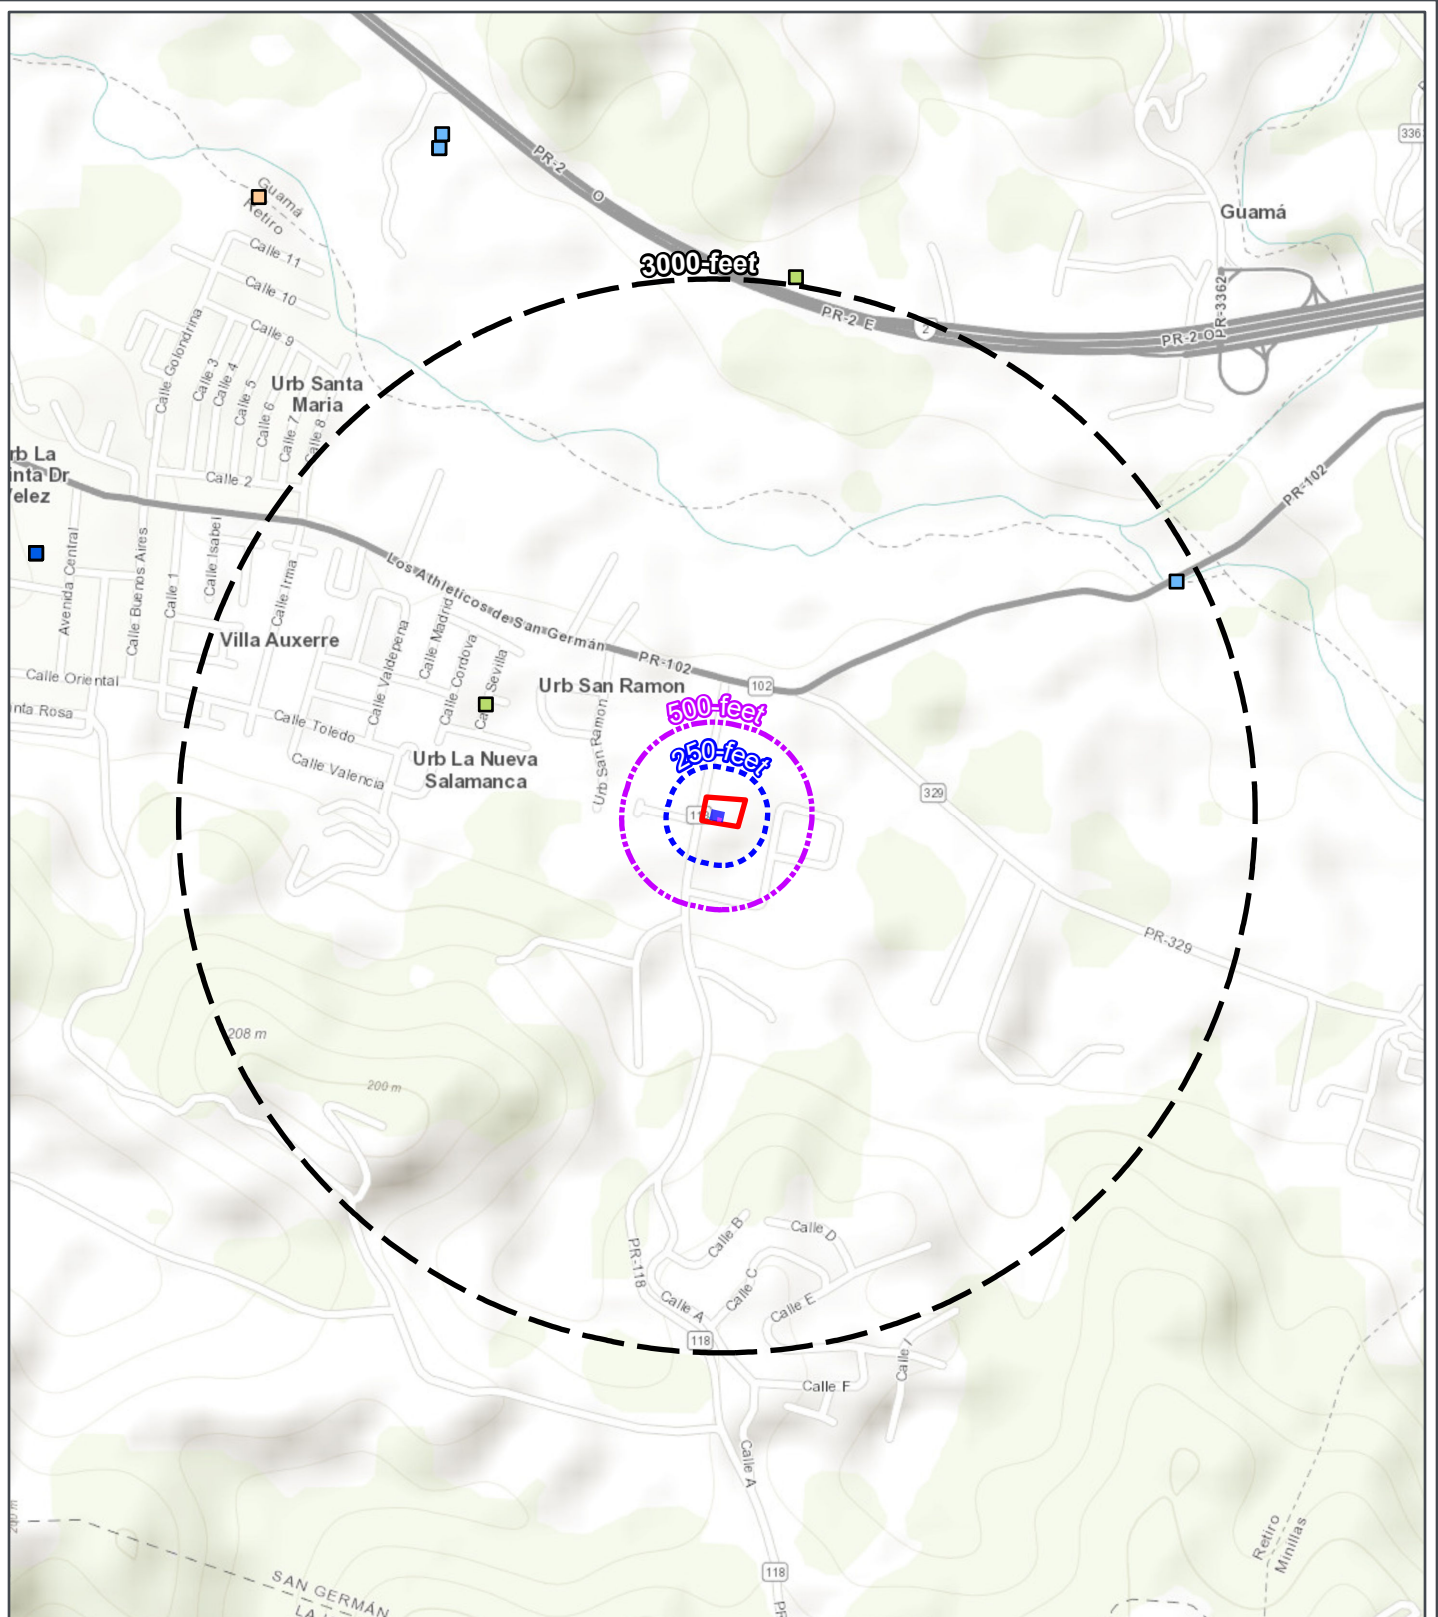 336
PR-2
O
Guamá
Retiro
Guamá
Calle 11
3000-feet
Calle 10
PR-3362
PR-2 E
2
PR-2 O
Calle 9
Calle Golondrina
Calle 3
Calle 4
Calle 5
Calle 6
Calle 7
Calle 8
Urb Santa
Maria
rb La
inta Dr
Velez
Calle 2
PR-102
Avenida Central
Calle Buenos Aires
Calle 1
Calle Isabel
Calle Irma
Los Athleticos de San Germán
PR-102
102
Villa Auxerre
Calle Valdepena
Calle Madrid
Calle Cordova
Sevilla
Calle Oriental
anta Rosa
Urb San Ramon
Urb San Ramon
500-feet
250-feet
Calle Toledo
Calle Valencia
Urb La Nueva
Salamanca
329
PR-329
208 m
200 m
PR-118
Calle B
Calle D
Calle C
Calle E
Calle A
118
Calle F
Calle A
Retiro
Minillas
118
SAN GERMÁN